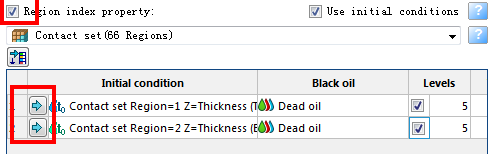 Region index property: Use initial conditions ?
Contact set(66 Regions) ?
Initial condition Black oil Levels
Contact set Region=1 Z=Thickness (T Dead oil 5
2 Contact set Region=2 Z=Thickness (E Dead oil 5